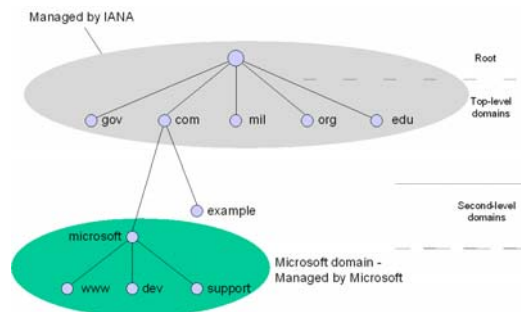 Managed by IANA
Root
Top-level
domains
gov
com
mil
org
edu
example
Second-level
domains
microsoft
www
dev
support
Microsoft domain -
Managed by Microsoft